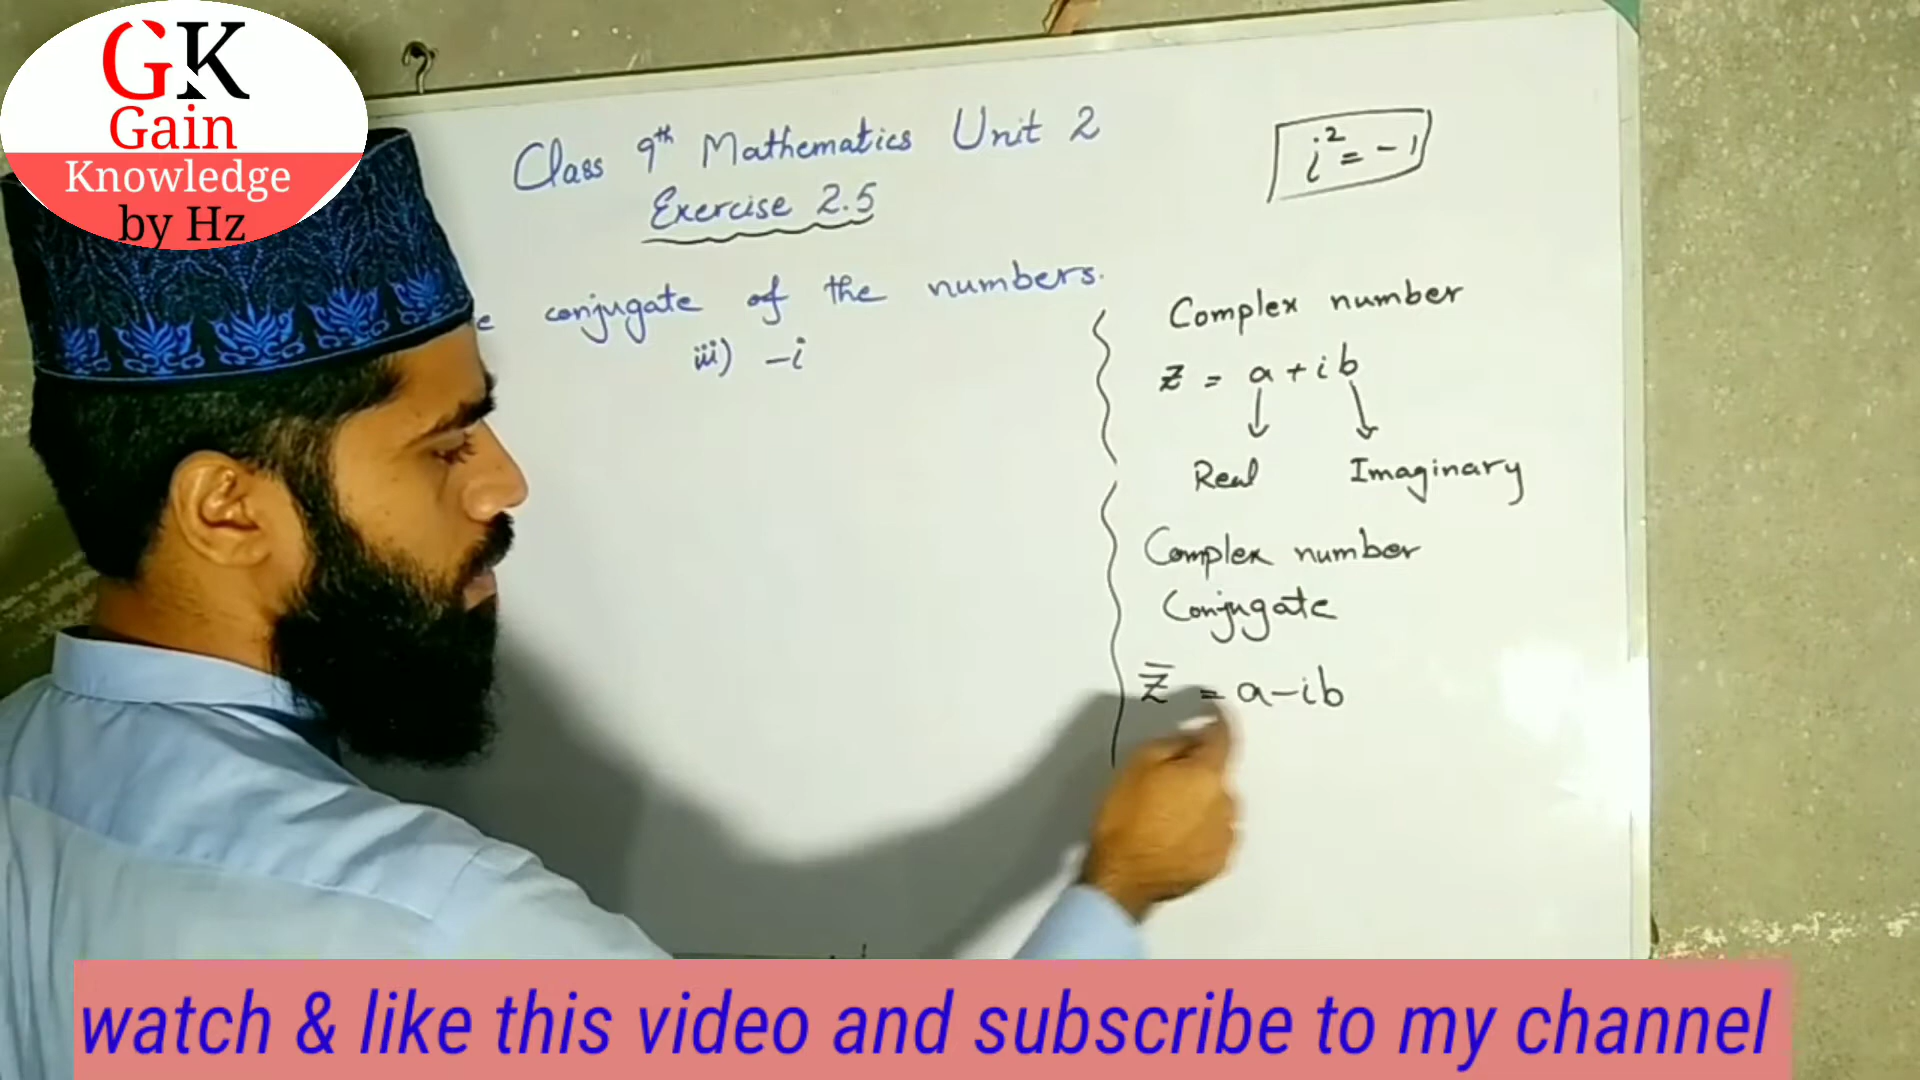 GK
Gain
Knowledge
by Hz
Class 9th Mathematics Unit 2
Exercise 2.5
conjugate of the numbers.
iii) -i
i² = -1
Complex number
z = a + ib
Real Imaginary
Complex number
Conjugate
z̄ = a - ib
watch & like this video and subscribe to my channel